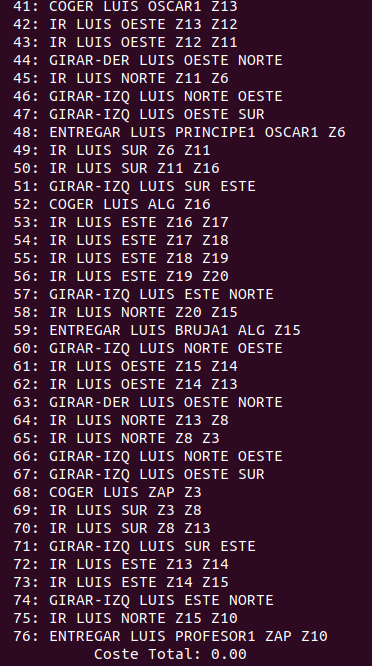 41: COGER LUIS OSCAR1 Z13
42: IR LUIS OESTE Z13 Z12
43: IR LUIS OESTE Z12 Z11
44: GIRAR-DER LUIS OESTE NORTE
45: IR LUIS NORTE Z11 Z6
46: GIRAR-IZQ LUIS NORTE OESTE
47: GIRAR-IZQ LUIS OESTE SUR
48: ENTREGAR LUIS PRINCIPE1 OSCAR1 Z6
49: IR LUIS SUR Z6 Z11
50: IR LUIS SUR Z11 Z16
51: GIRAR-IZQ LUIS SUR ESTE
52: COGER LUIS ALG Z16
53: IR LUIS ESTE Z16 Z17
54: IR LUIS ESTE Z17 Z18
55: IR LUIS ESTE Z18 Z19
56: IR LUIS ESTE Z19 Z20
57: GIRAR-IZQ LUIS ESTE NORTE
58: IR LUIS NORTE Z20 Z15
59: ENTREGAR LUIS BRUJA1 ALG Z15
60: GIRAR-IZQ LUIS NORTE OESTE
61: IR LUIS OESTE Z15 Z14
62: IR LUIS OESTE Z14 Z13
63: GIRAR-DER LUIS OESTE NORTE
64: IR LUIS NORTE Z13 Z8
65: IR LUIS NORTE Z8 Z3
66: GIRAR-IZQ LUIS NORTE OESTE
67: GIRAR-IZQ LUIS OESTE SUR
68: COGER LUIS ZAP Z3
69: IR LUIS SUR Z3 Z8
70: IR LUIS SUR Z8 Z13
71: GIRAR-IZQ LUIS SUR ESTE
72: IR LUIS ESTE Z13 Z14
73: IR LUIS ESTE Z14 Z15
74: GIRAR-IZQ LUIS ESTE NORTE
75: IR LUIS NORTE Z15 Z10
76: ENTREGAR LUIS PROFESOR1 ZAP Z10
Coste Total: 0.00